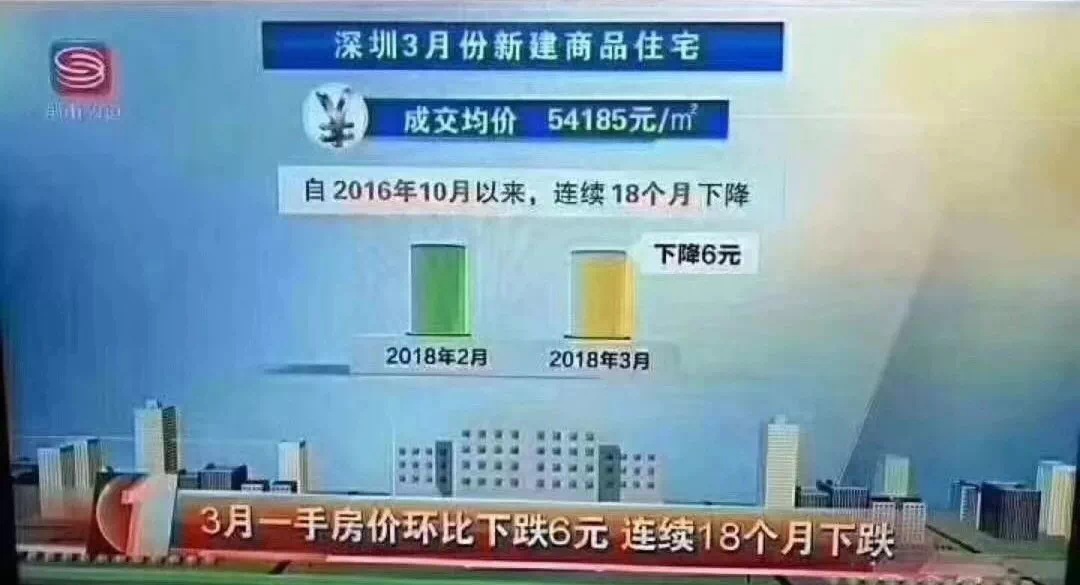 深圳3月份新建商品住宅
成交均价 54185元/㎡
自2016年10月以来，连续18个月下降
下降6元
2018年2月 2018年3月
1 3月一手房价环比下跌6元 连续18个月下跌